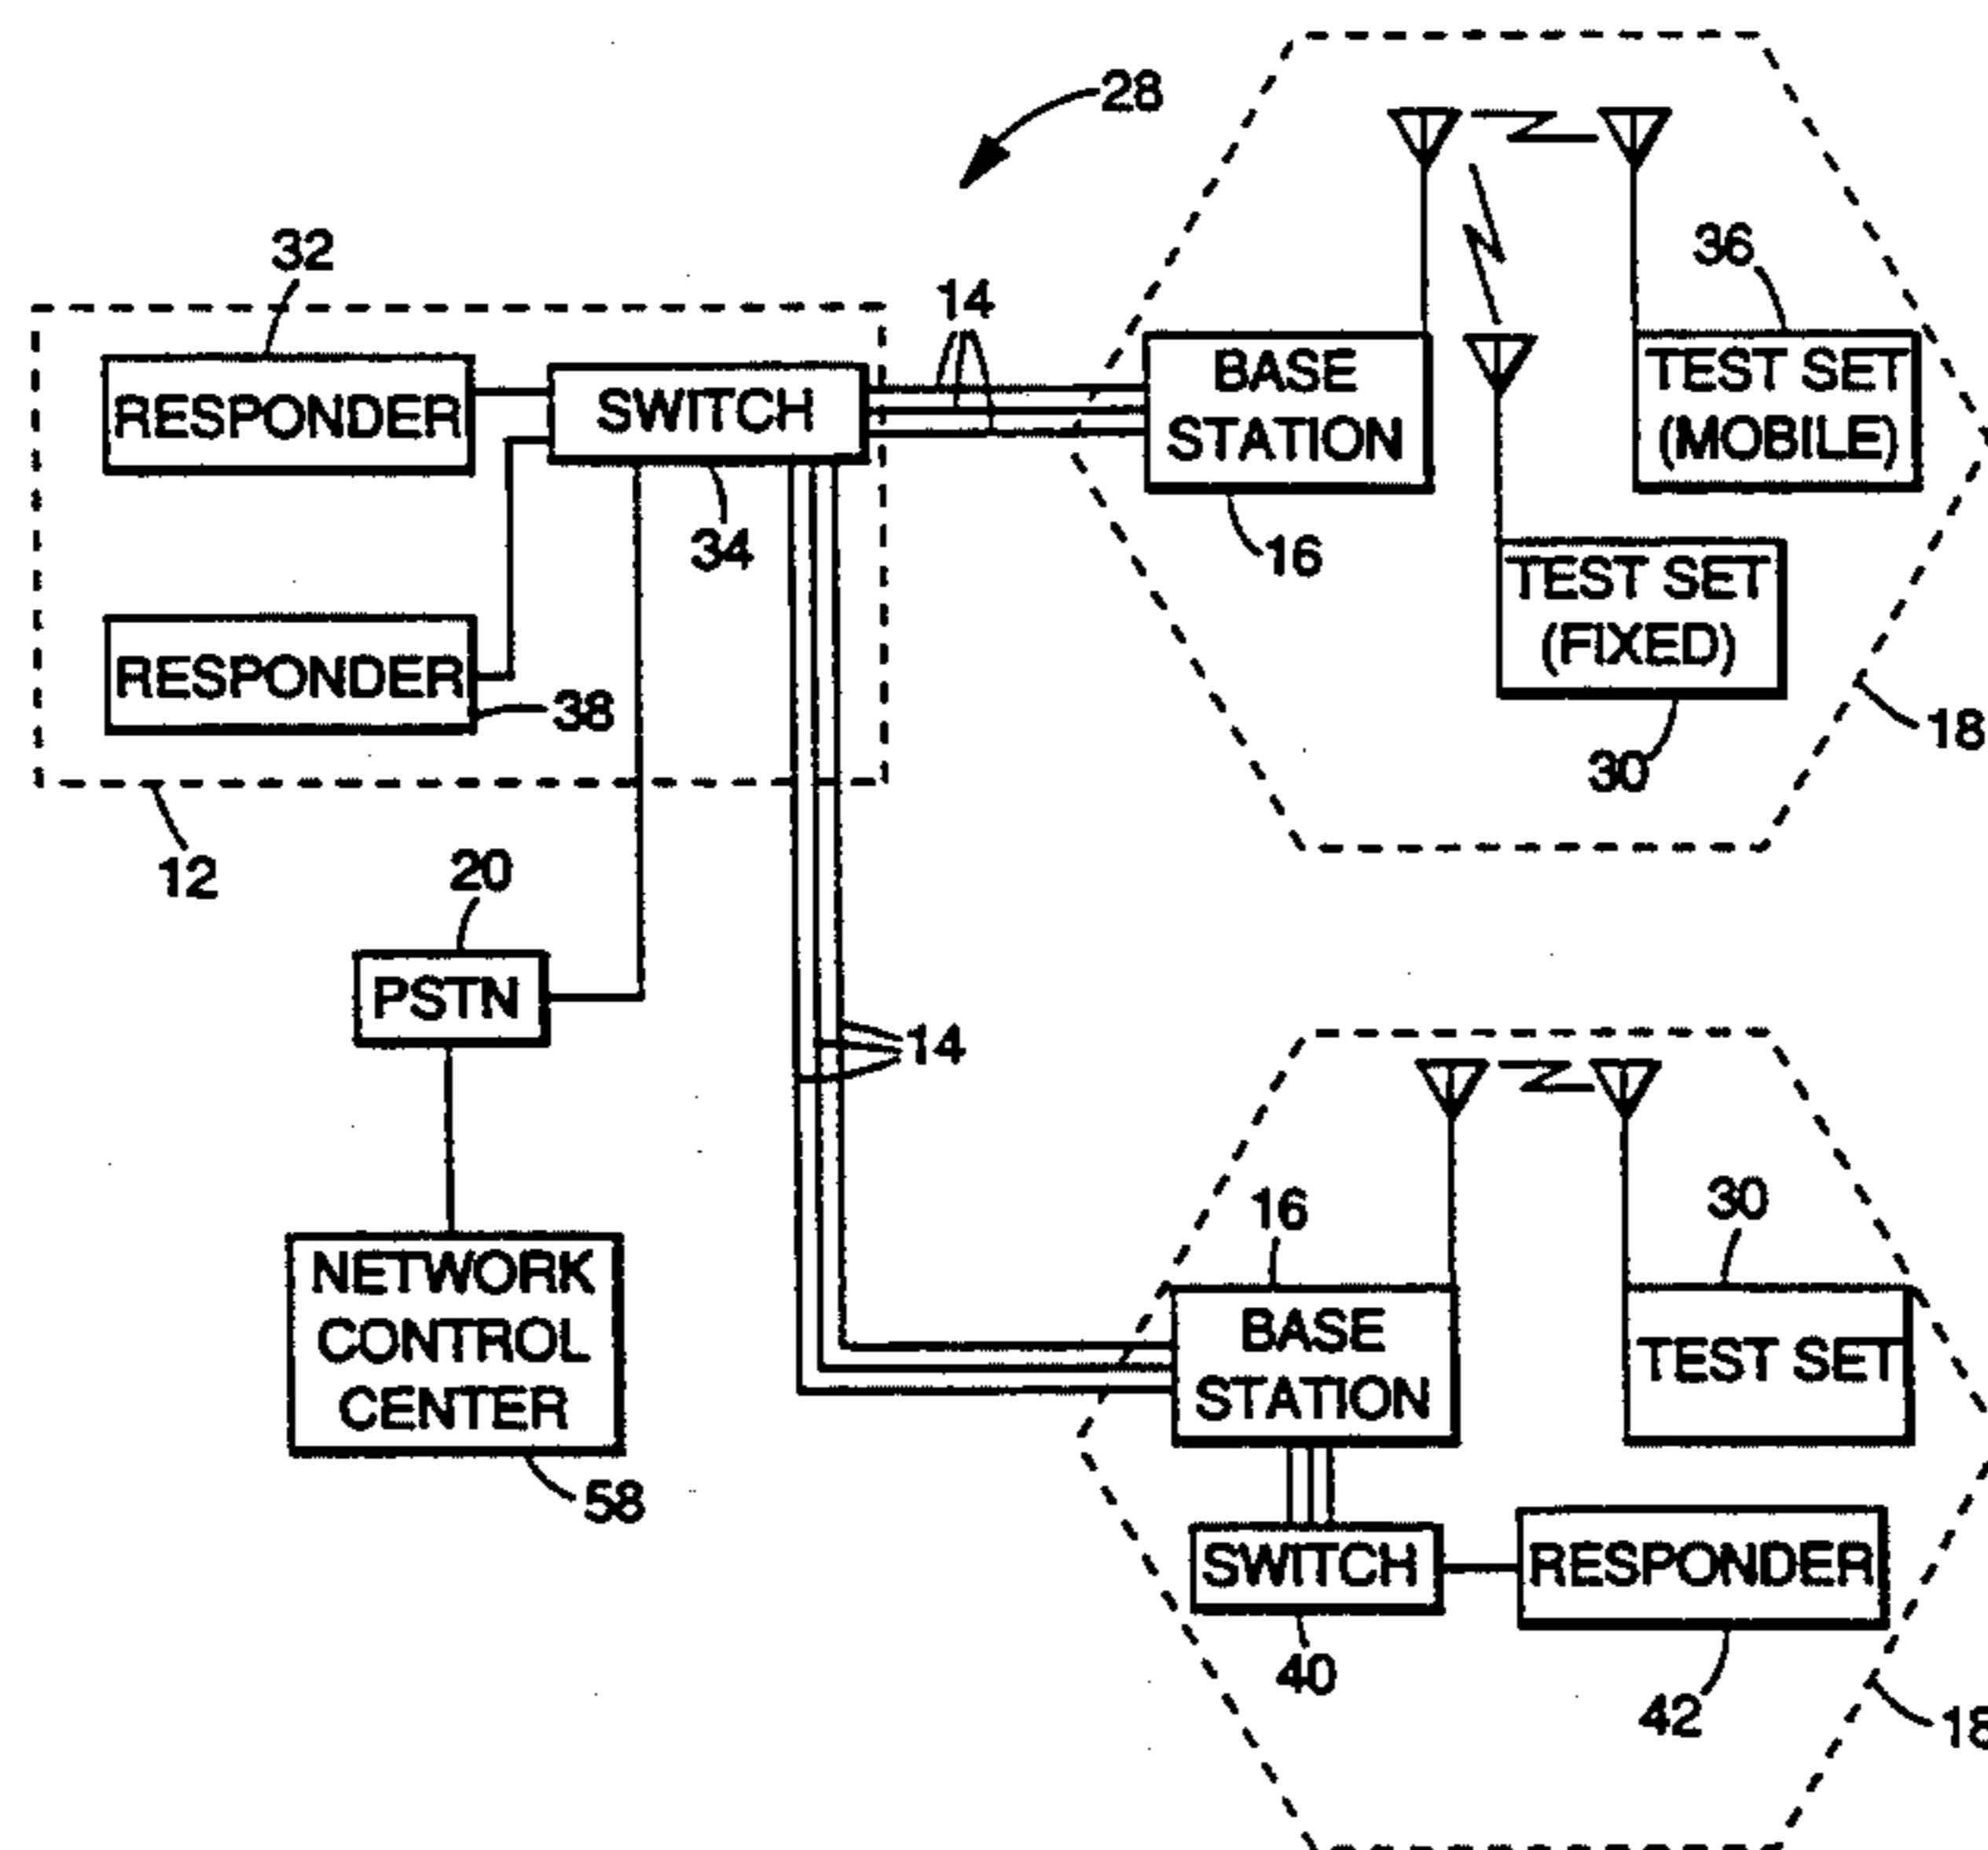 28
32
14
36
RESPONDER
SWITCH
BASE
STATION
TEST SET
(MOBILE)
34
16
TEST SET
(FIXED)
RESPONDER
38
18
30
12
20
PSTN
14
NETWORK
CONTROL
CENTER
58
16
30
BASE
STATION
TEST SET
SWITCH
RESPONDER
40
42
18